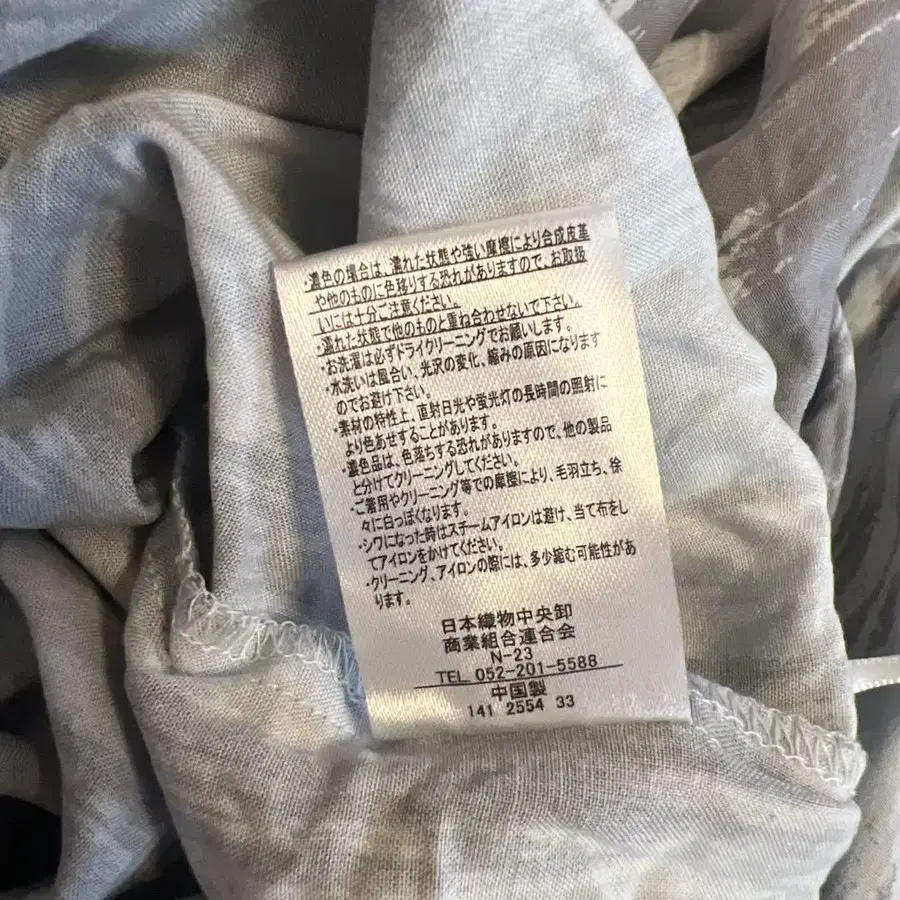 ・濃色の場合は、濡れた状態や強い摩擦により合成皮革
や他のものに色移りする恐れがありますので、お取扱
いには十分ご注意ください。
・濡れた状態で他のものと重ね合わせないで下さい。
・お洗濯は必ずドライクリーニングでお願いします。
・水洗いは風合い、光沢の変化、縮みの原因になります
のでお避け下さい。
・素材の特性上、直射日光や蛍光灯の長時間の照射に
より色あせすることがあります。
・濃色品は、色落ちする恐れがありますので、他の製品
と分けてクリーニングしてください。
・ご着用やクリーニング等での摩擦により、毛羽立ち、徐
々に白っぽくなります。
・シワになった時はスチームアイロンは避け、当て布をし
てアイロンをかけてください。
・クリーニング、アイロンの際には、多少縮む可能性があ
ります。
日本織物中央卸
商業組合連合会
N-23
TEL 052-201-5588
中国製
141 2554 33